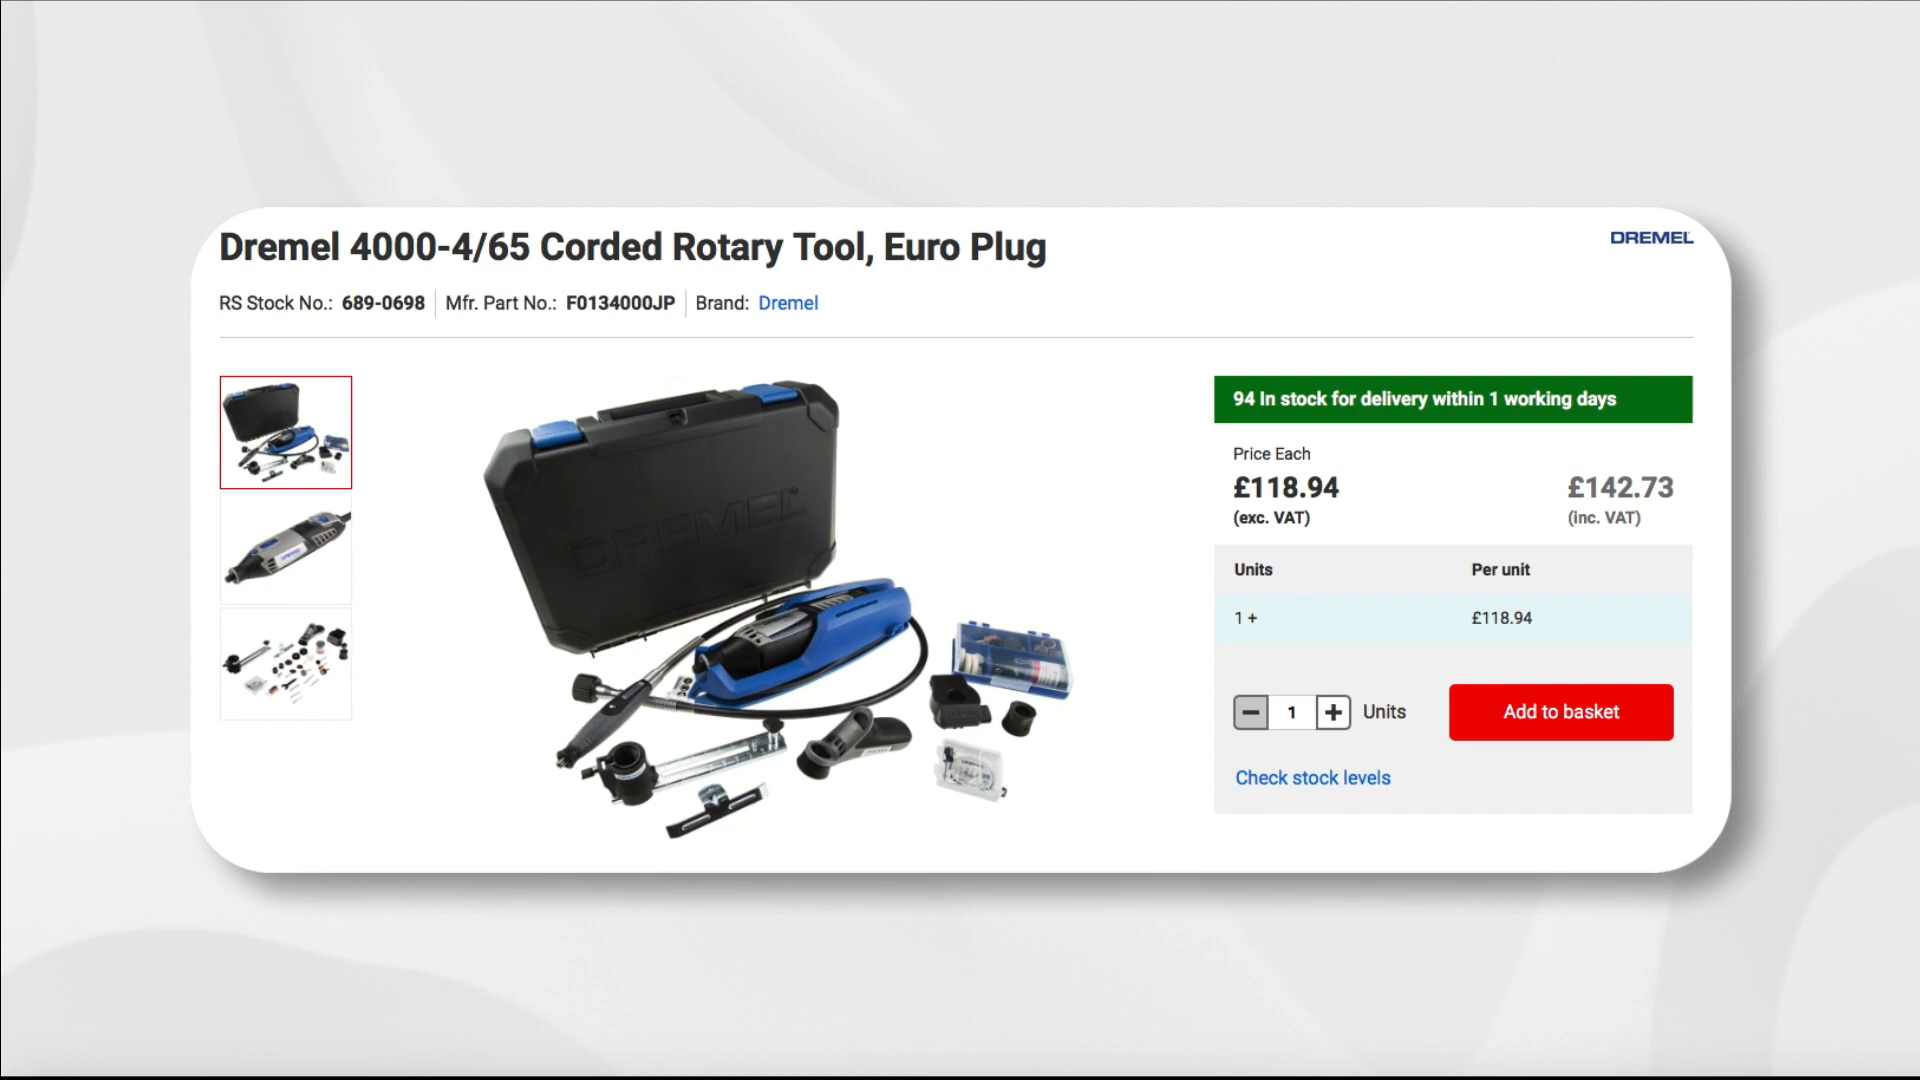 Dremel 4000-4/65 Corded Rotary Tool, Euro Plug
DREMEL
RS Stock No.: 689-0698 Mfr. Part No.: F0134000JP Brand: Dremel
DREMEL
94 In stock for delivery within 1 working days
Price Each
£118.94 £142.73
(exc. VAT) (inc. VAT)
Units Per unit
1 + £118.94
1 Units Add to basket
Check stock levels